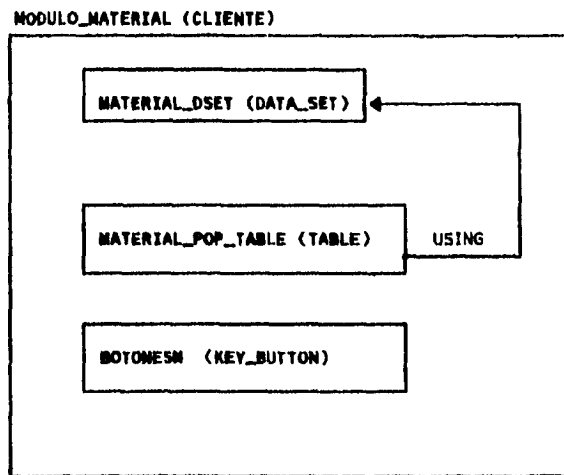 MODULO_MATERIAL (CLIENTE)
MATERIAL_DSET (DATA_SET)
MATERIAL_POP_TABLE (TABLE)
USING
BOTONESM (KEY_BUTTON)